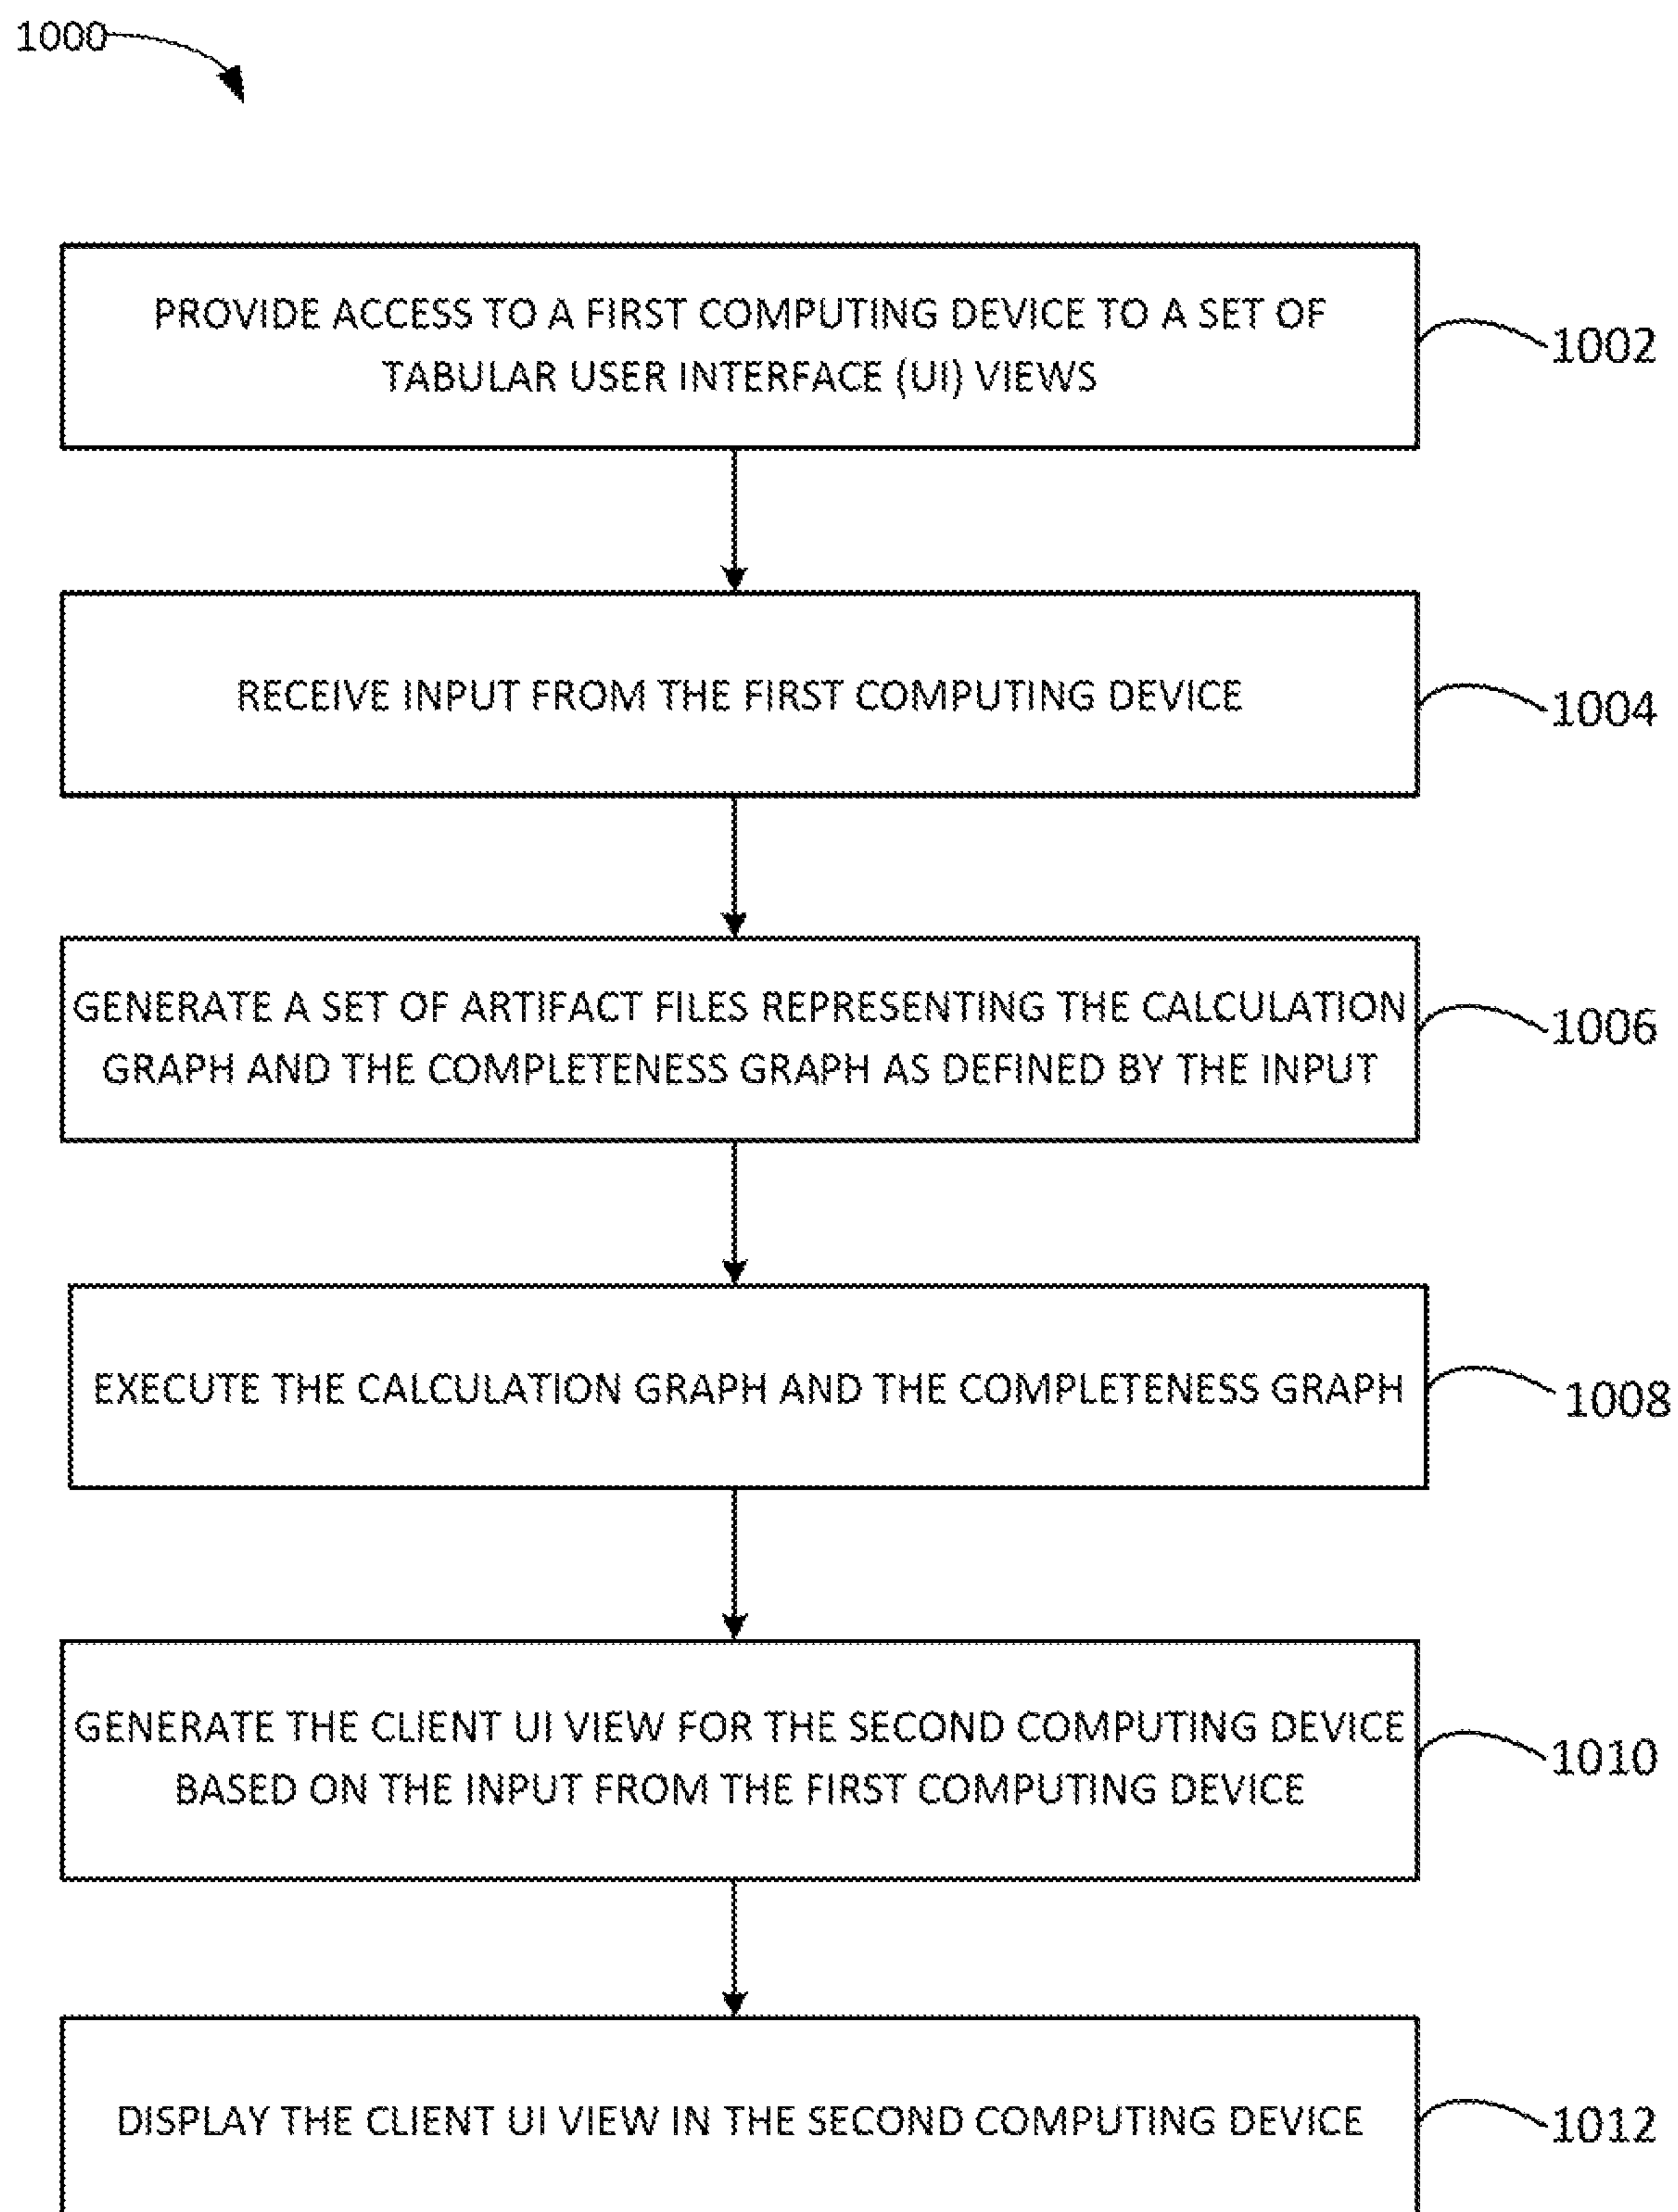 1000
PROVIDE ACCESS TO A FIRST COMPUTING DEVICE TO A SET OF
TABULAR USER INTERFACE (UI) VIEWS
1002
RECEIVE INPUT FROM THE FIRST COMPUTING DEVICE
1004
GENERATE A SET OF ARTIFACT FILES REPRESENTING THE CALCULATION
GRAPH AND THE COMPLETENESS GRAPH AS DEFINED BY THE INPUT
1006
EXECUTE THE CALCULATION GRAPH AND THE COMPLETENESS GRAPH
1008
GENERATE THE CLIENT UI VIEW FOR THE SECOND COMPUTING DEVICE
BASED ON THE INPUT FROM THE FIRST COMPUTING DEVICE
1010
DISPLAY THE CLIENT UI VIEW IN THE SECOND COMPUTING DEVICE
1012